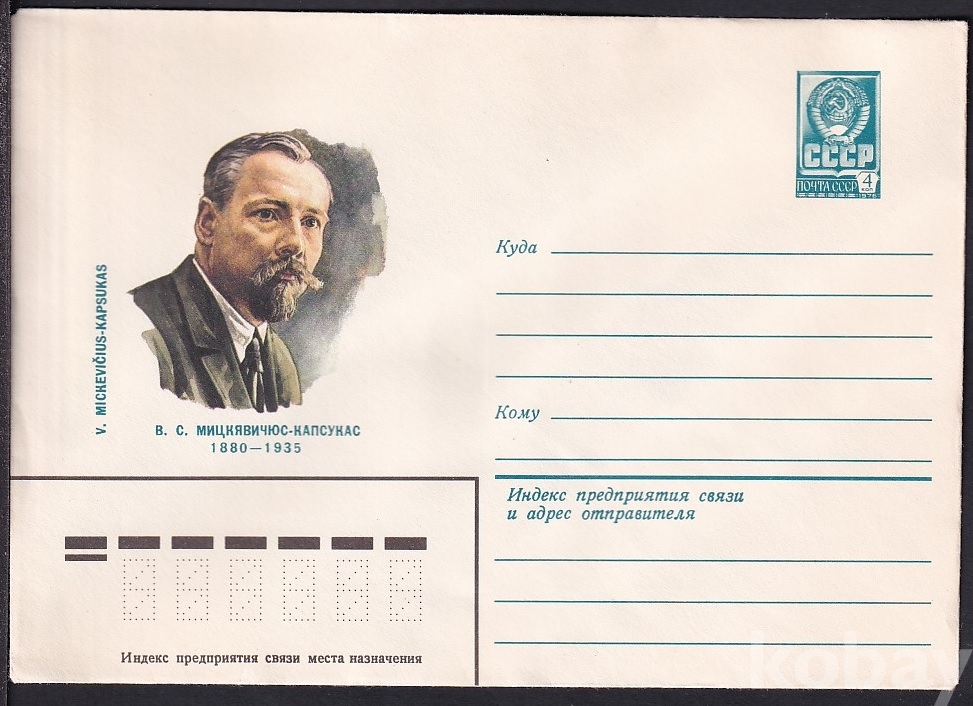 СССР
ПОЧТА СССР 4 КОП
Куда
V. MICKEVIČIUS-KAPSUKAS
В. С. МИЦКЯВИЧЮС-КАПСУКАС
1880—1935
Кому
Индекс предприятия связи
и адрес отправителя
Индекс предприятия связи места назначения
kobay